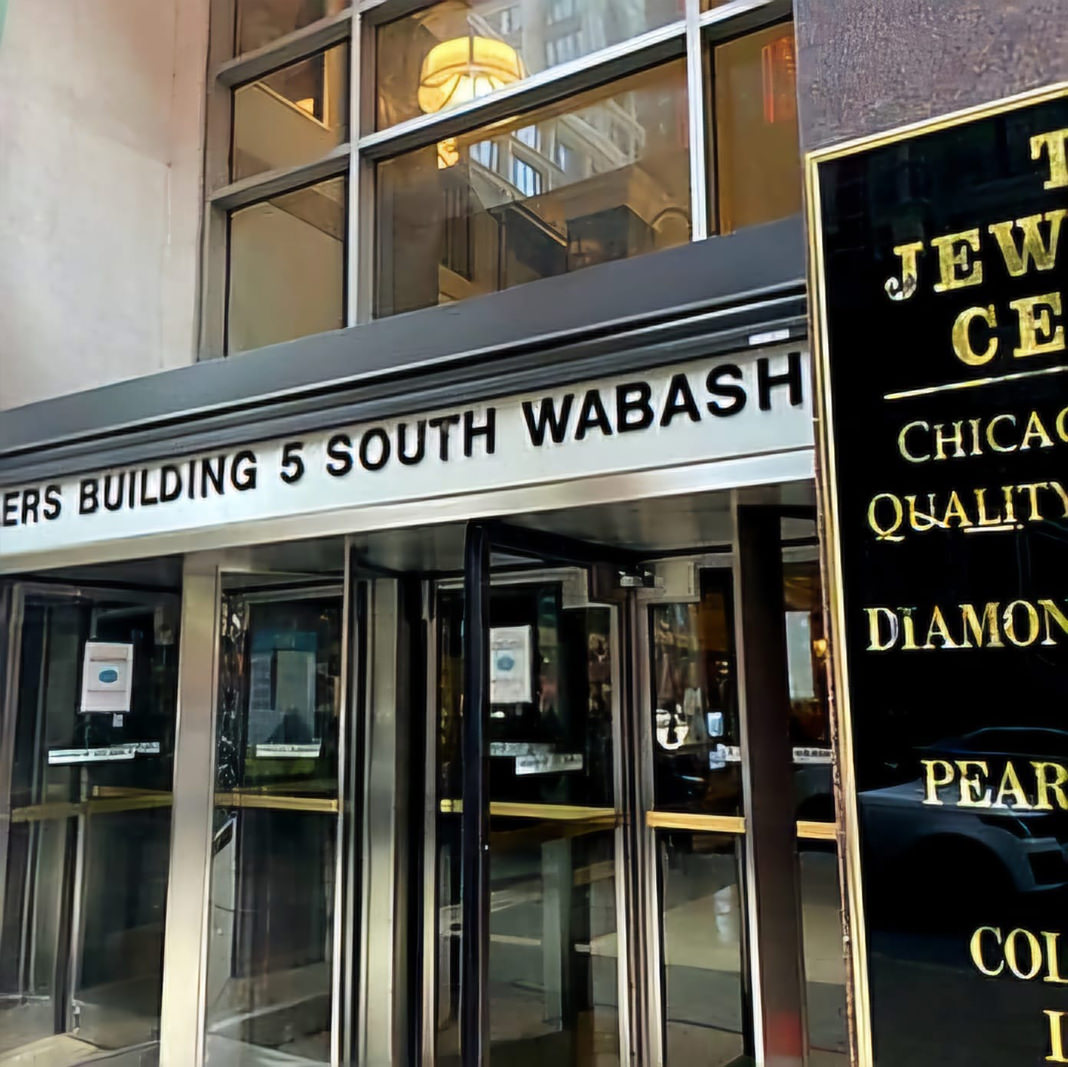 ERS BUILDING 5 SOUTH WABASH
T
JEW
CE
CHICAG
QUALITY
DIAMON
PEAR
COL